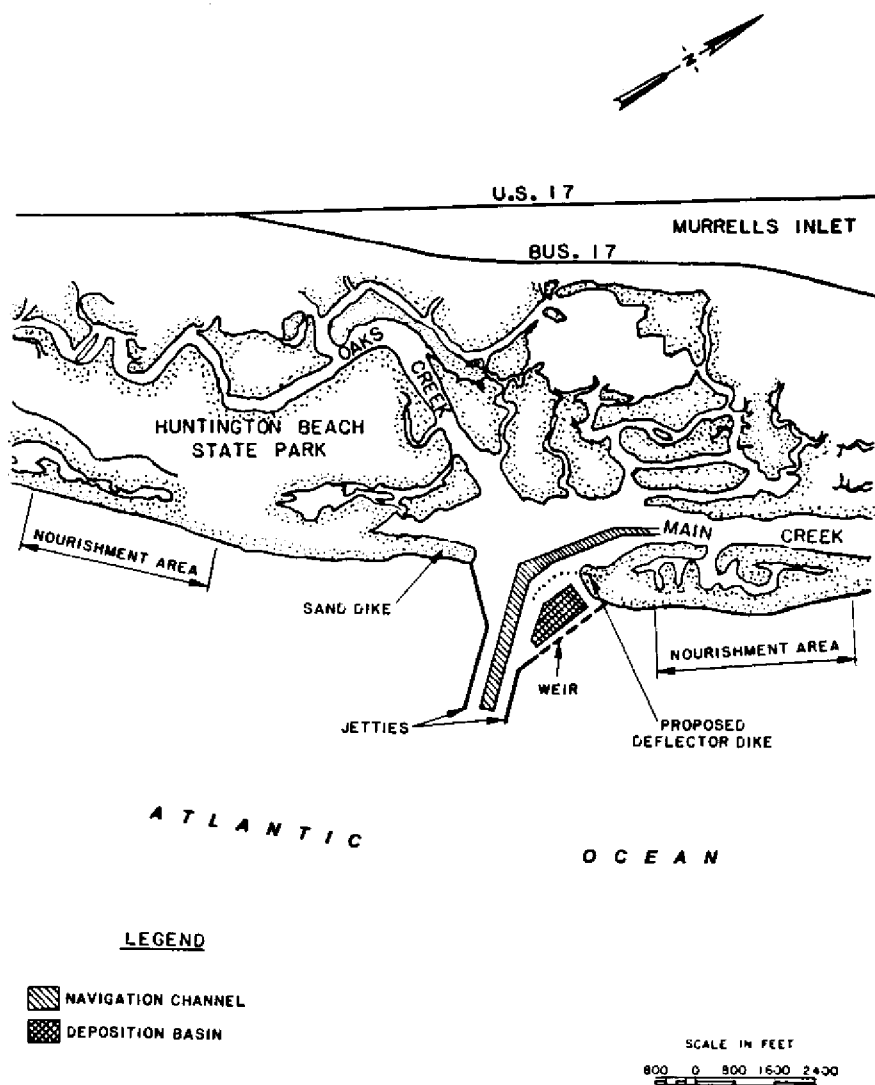 N
U.S. 17
MURRELLS INLET
BUS. 17
OAKS
CREEK
HUNTINGTON BEACH
STATE PARK
MAIN
CREEK
NOURISHMENT AREA
SAND DIKE
NOURISHMENT AREA
WEIR
JETTIES
PROPOSED
DEFLECTOR DIKE
ATLANTIC
OCEAN
LEGEND
NAVIGATION CHANNEL
DEPOSITION BASIN
SCALE IN FEET
800 0 800 1600 2400